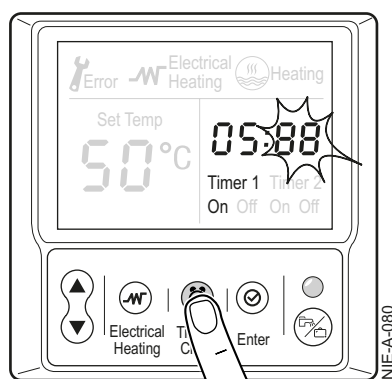 Error Electrical Heating Heating
Set Temp
50°C 05:88
Timer 1 Timer 2
On Off On Off
Electrical Heating
Enter
NIE-A-080